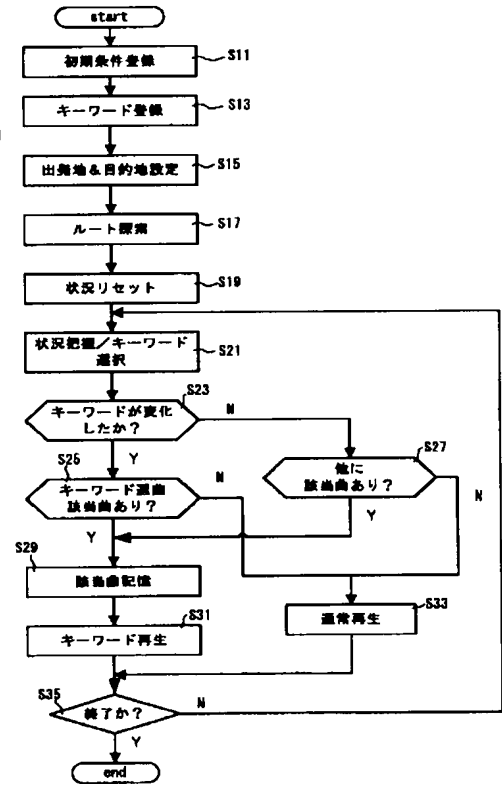 start
初期条件登録
S11
キーワード登録
S13
出発地&目的地設定
S15
ルート探索
S17
状況リセット
S19
状況把握/キーワード
選択
S21
キーワードが変化
したか?
S23
N
Y
S25
キーワード選曲
該当曲あり?
N
Y
他に
該当曲あり?
S27
N
Y
S29
該当曲記憶
キーワード再生
S31
通常再生
S33
S35
終了か?
N
Y
end